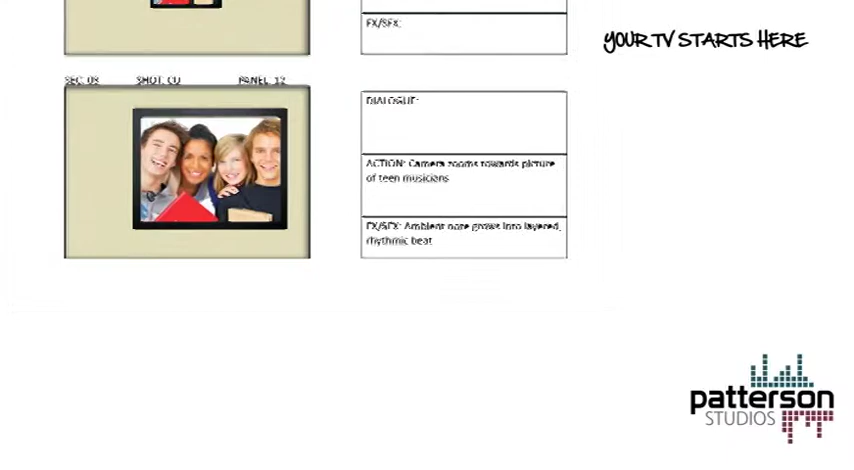 FX/SFX:
YOUR TV STARTS HERE
SEC. 03 SHOT. CU PANEL. 12
DIALOGUE:
ACTION: Camera zooms towards picture
of teen musicians
FX/SFX: Ambient note grows into layered,
rhythmic beat
patterson
STUDIOS